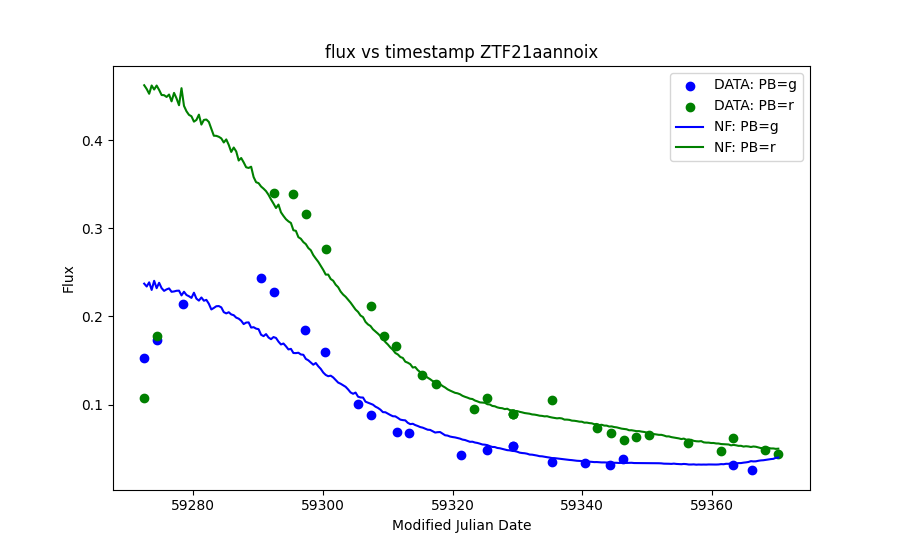 flux vs timestamp ZTF21aannoix
DATA: PB=g
DATA: PB=r
NF: PB=g
NF: PB=r
0.4
0.3
0.2
0.1
Flux
59280
59300
59320
59340
59360
Modified Julian Date